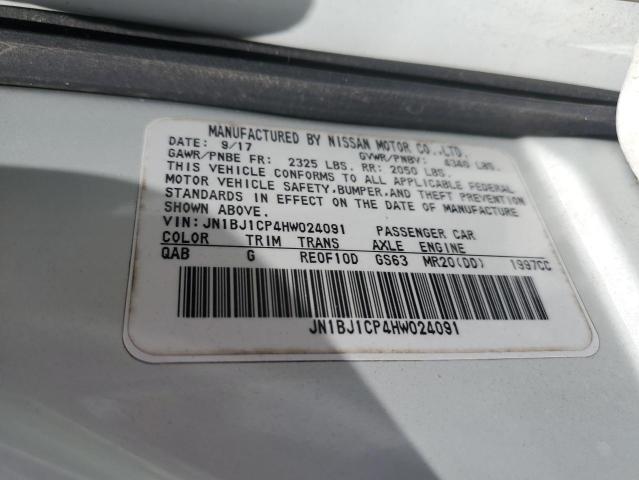 MANUFACTURED BY NISSAN MOTOR CO.,LTD.
DATE: 9/17 GVWR/PNBV: 4340 LBS.
GAWR/PNBE FR: 2325 LBS. RR: 2050 LBS.
THIS VEHICLE CONFORMS TO ALL APPLICABLE FEDERAL
MOTOR VEHICLE SAFETY,BUMPER,AND THEFT PREVENTION
STANDARDS IN EFFECT ON THE DATE OF MANUFACTURE
SHOWN ABOVE.
VIN: JN1BJ1CP4HW024091 PASSENGER CAR
COLOR TRIM TRANS AXLE ENGINE
QAB G RE0F10D GS63 MR20(DD) 1997CC
JN1BJ1CP4HW024091